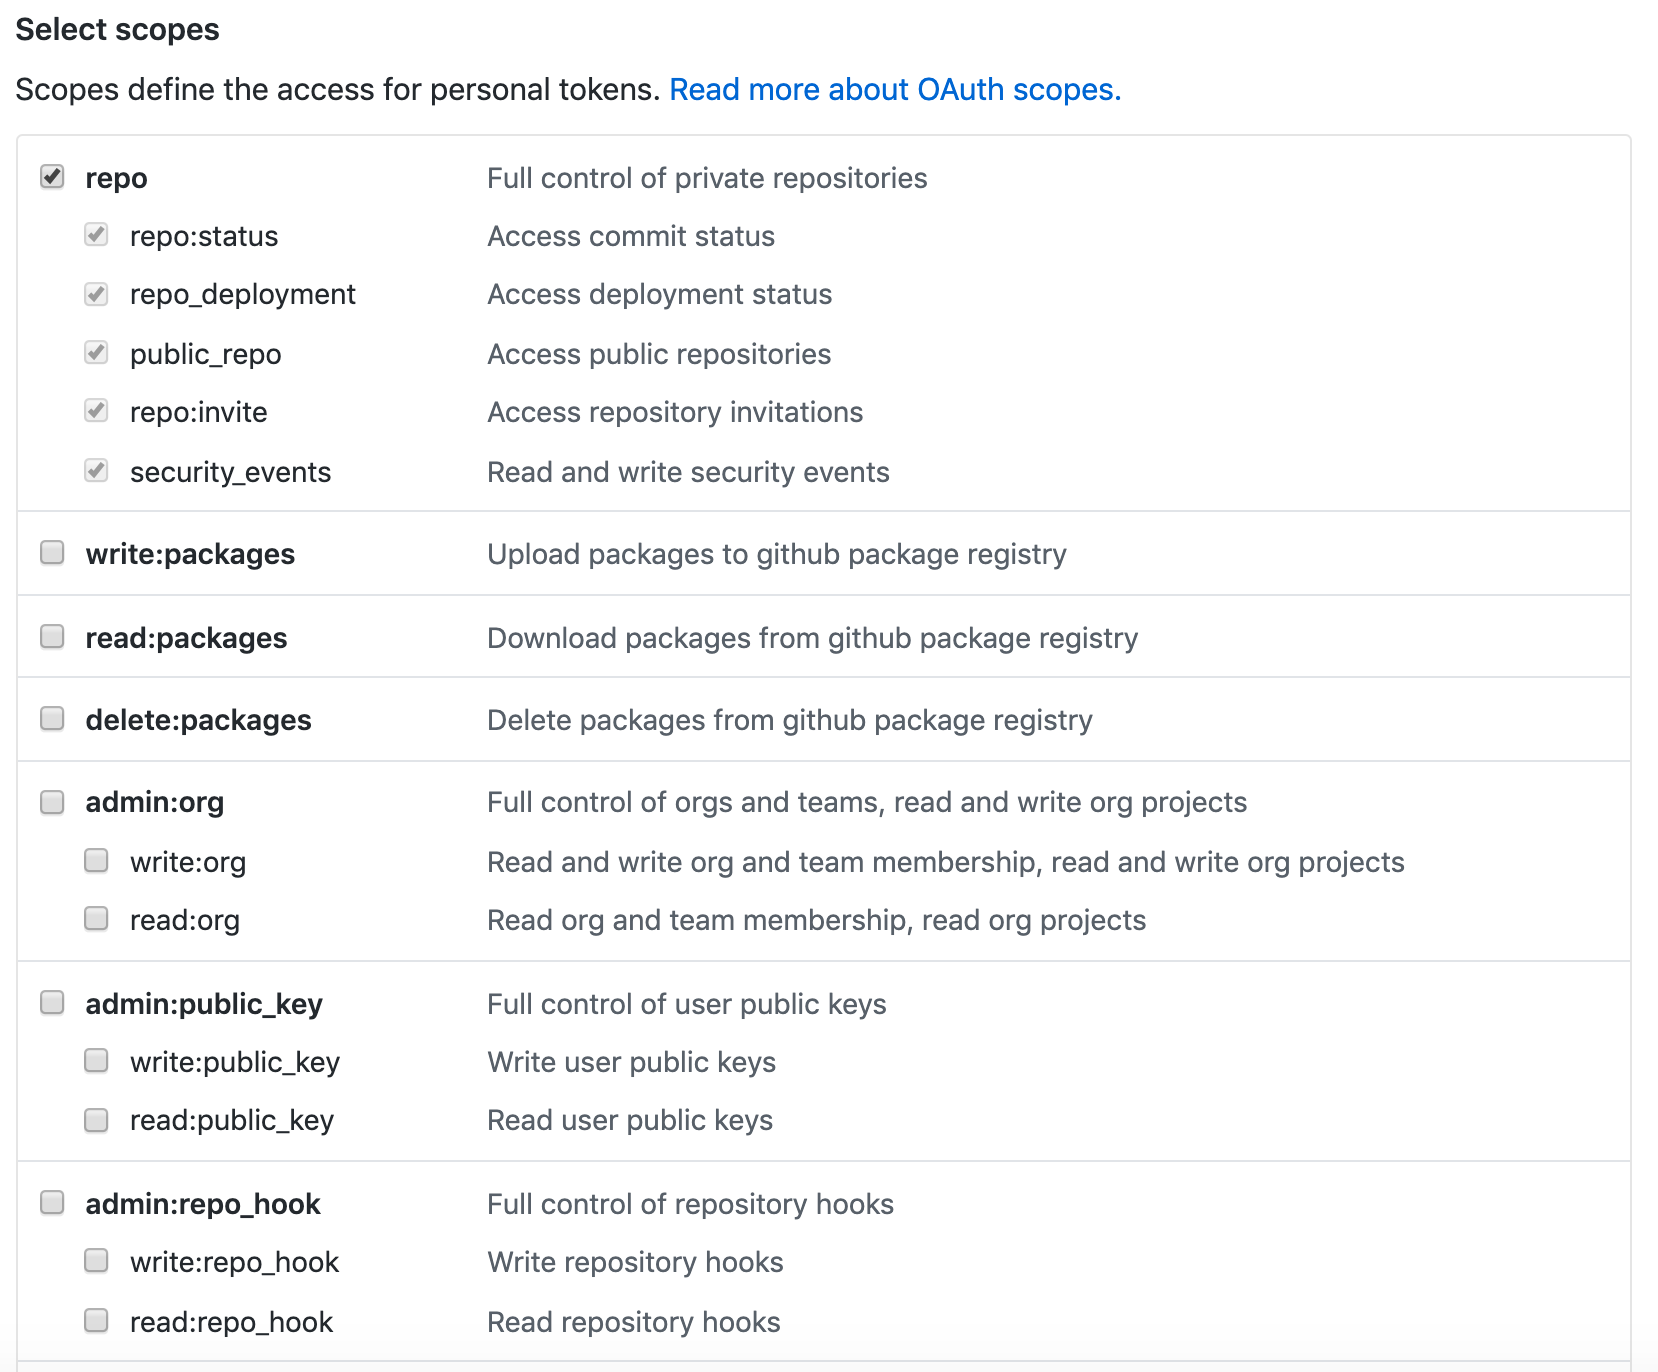 Select scopes
Scopes define the access for personal tokens. Read more about OAuth scopes.
repo Full control of private repositories
repo:status Access commit status
repo_deployment Access deployment status
public_repo Access public repositories
repo:invite Access repository invitations
security_events Read and write security events
write:packages Upload packages to github package registry
read:packages Download packages from github package registry
delete:packages Delete packages from github package registry
admin:org Full control of orgs and teams, read and write org projects
write:org Read and write org and team membership, read and write org projects
read:org Read org and team membership, read org projects
admin:public_key Full control of user public keys
write:public_key Write user public keys
read:public_key Read user public keys
admin:repo_hook Full control of repository hooks
write:repo_hook Write repository hooks
read:repo_hook Read repository hooks